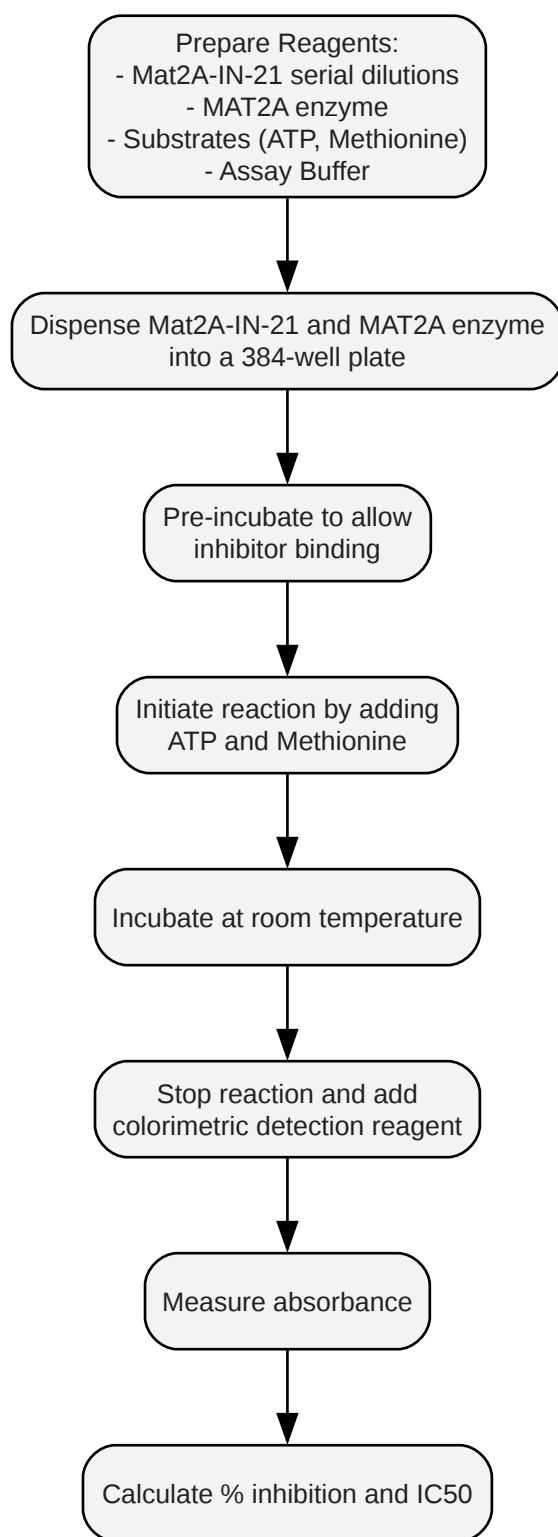 Prepare Reagents:
- Mat2A-IN-21 serial dilutions
- MAT2A enzyme
- Substrates (ATP, Methionine)
- Assay Buffer
Dispense Mat2A-IN-21 and MAT2A enzyme
into a 384-well plate
Pre-incubate to allow
inhibitor binding
Initiate reaction by adding
ATP and Methionine
Incubate at room temperature
Stop reaction and add
colorimetric detection reagent
Measure absorbance
Calculate % inhibition and IC50